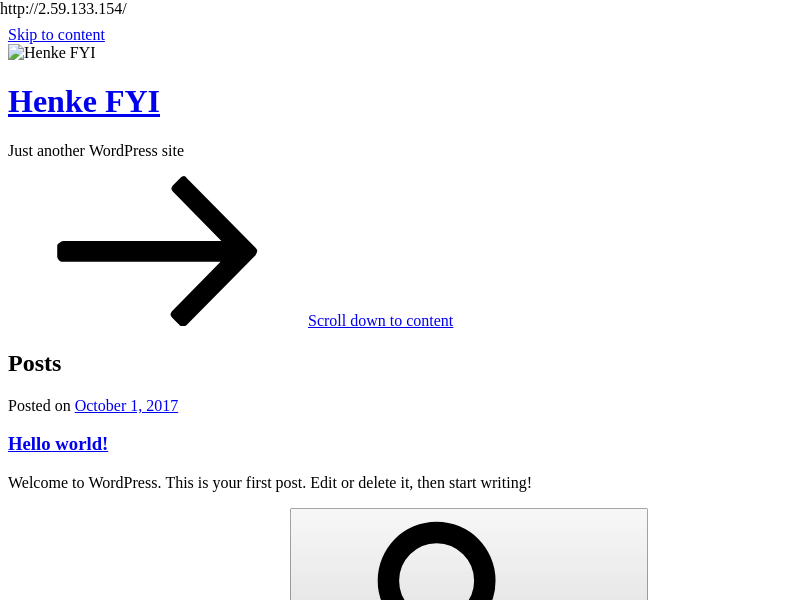 http://2.59.133.154/
Skip to content
Henke FYI
Henke FYI
Just another WordPress site
Scroll down to content
Posts
Posted on October 1, 2017
Hello world!
Welcome to WordPress. This is your first post. Edit or delete it, then start writing!